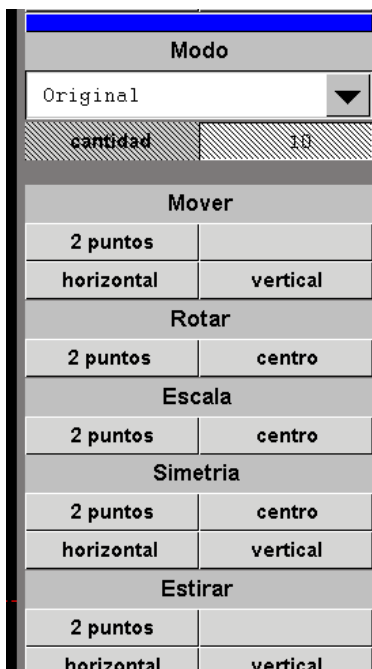 Modo
Original
cantidad 10
Mover
2 puntos
horizontal vertical
Rotar
2 puntos centro
Escala
2 puntos centro
Simetria
2 puntos centro
horizontal vertical
Estirar
2 puntos
horizontal vertical